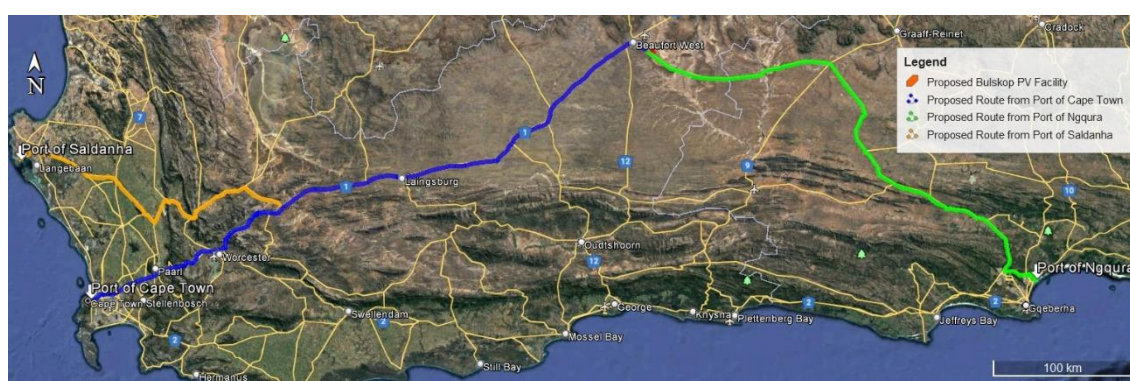 N
Port of Saldanha
Langebaan
7
Port of Cape Town
Cape Town
Stellenbosch
Paarl
Worcester
1
Laingsburg
1
Beaufort West
12
9
Graaff-Reinet
Cradock
10
Legend
Proposed Bulskop PV Facility
Proposed Route from Port of Cape Town
Proposed Route from Port of Ngqura
Proposed Route from Port of Saldanha
Oudtshoorn
12
Swellendam
2
2
Hermanus
Still Bay
Mossel Bay
George
Knysna
Plettenberg Bay
2
Jeffreys Bay
2
Port of Ngqura
Gqeberha
100 km